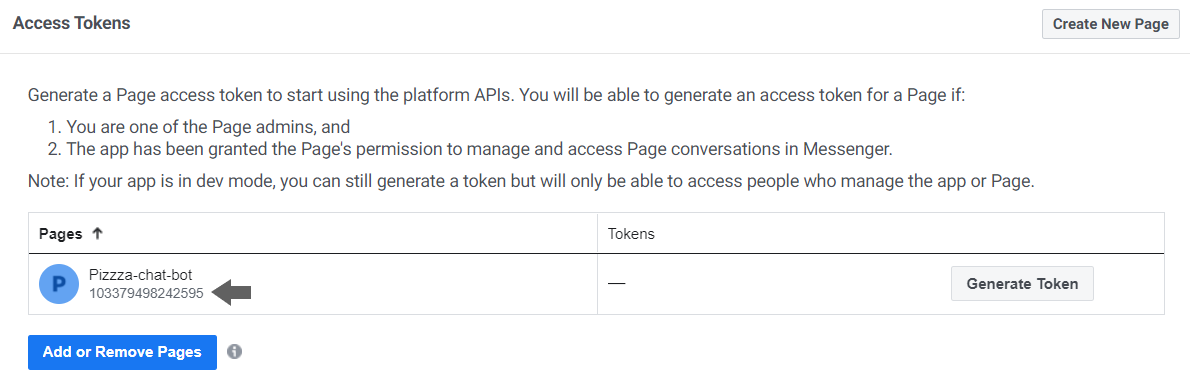 Access Tokens
Create New Page
Generate a Page access token to start using the platform APIs. You will be able to generate an access token for a Page if:
1. You are one of the Page admins, and
2. The app has been granted the Page's permission to manage and access Page conversations in Messenger.
Note: If your app is in dev mode, you can still generate a token but will only be able to access people who manage the app or Page.
Pages ↑
Tokens
P
Pizzza-chat-bot
103379498242595
—
Generate Token
Add or Remove Pages
i